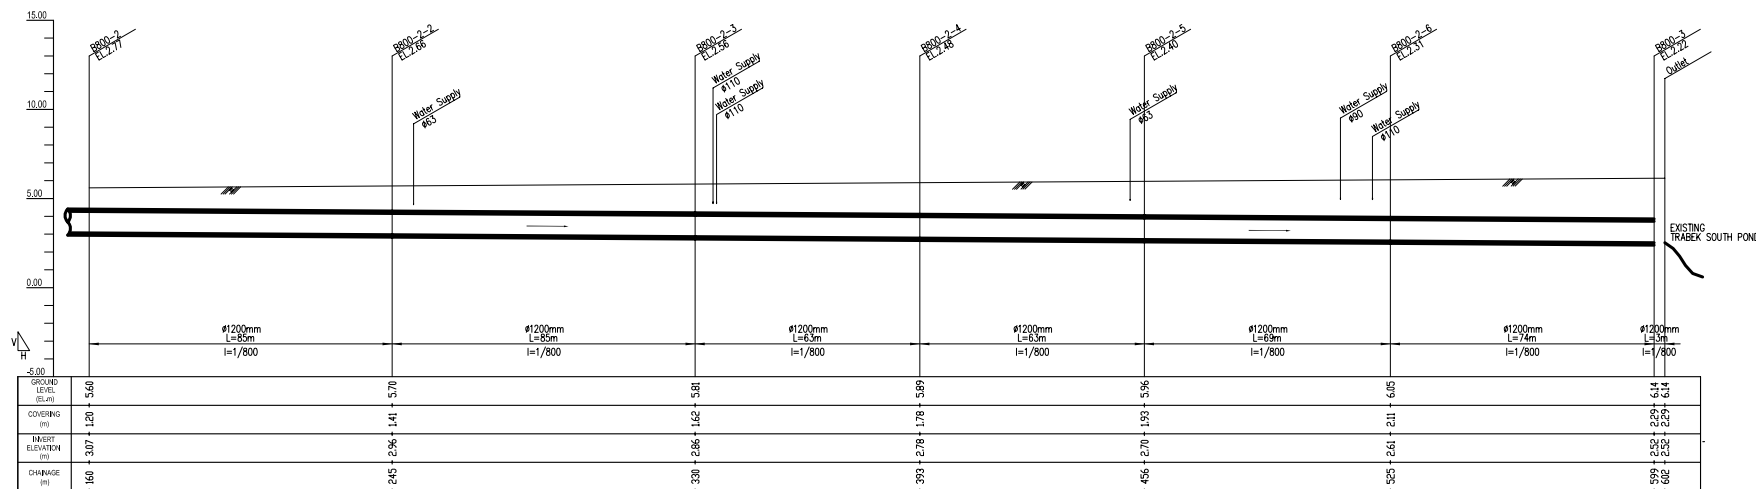 15.00
10.00
5.00
0.00
-5.00
V
H
B800-2
EL.2.77
B800-2-2
EL.2.66
B800-2-3
EL.2.56
B800-2-4
EL.2.48
B800-2-5
EL.2.40
B800-2-6
EL.2.31
B800-3
EL.2.22
Outlet
Water Supply
ø63
Water Supply
ø110
Water Supply
ø110
Water Supply
ø63
Water Supply
ø90
Water Supply
ø110
EXISTING
TRABEK SOUTH POND
ø1200mm
L=85m
I=1/800
ø1200mm
L=85m
I=1/800
ø1200mm
L=63m
I=1/800
ø1200mm
L=63m
I=1/800
ø1200mm
L=69m
I=1/800
ø1200mm
L=74m
I=1/800
ø1200mm
L=3m
I=1/800
GROUND
LEVEL
(EL.m)
5.60 5.70 5.81 5.89 5.96 6.05 6.14 6.14
COVERING
(m)
1.20 1.41 1.62 1.78 1.93 2.11 2.29 2.29
INVERT
ELEVATION
(m)
3.07 2.96 2.86 2.78 2.70 2.61 2.52 2.52
CHAINAGE
(m)
160 245 330 393 456 525 599 602